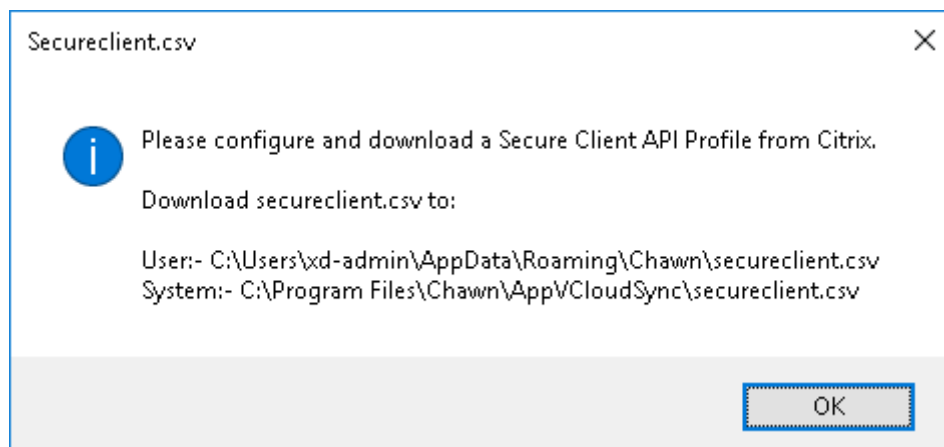 Secureclient.csv
Please configure and download a Secure Client API Profile from Citrix.
Download secureclient.csv to:
User:- C:\Users\xd-admin\AppData\Roaming\Chawn\secureclient.csv
System:- C:\Program Files\Chawn\AppVCloudSync\secureclient.csv
OK